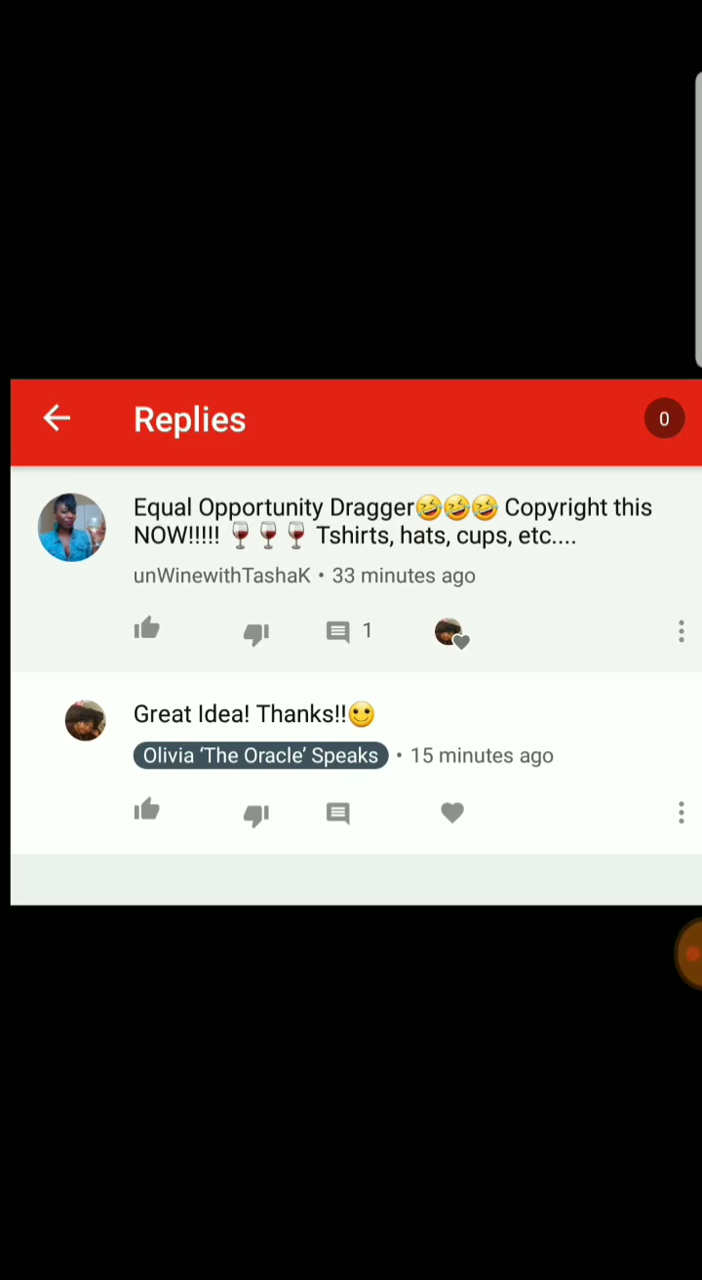 Replies
0
Equal Opportunity Dragger🤣🤣🤣 Copyright this
NOW!!!!! 🍷🍷🍷 Tshirts, hats, cups, etc....
unWinewithTashaK • 33 minutes ago
1
Great Idea! Thanks!!🙂
Olivia ‘The Oracle’ Speaks • 15 minutes ago